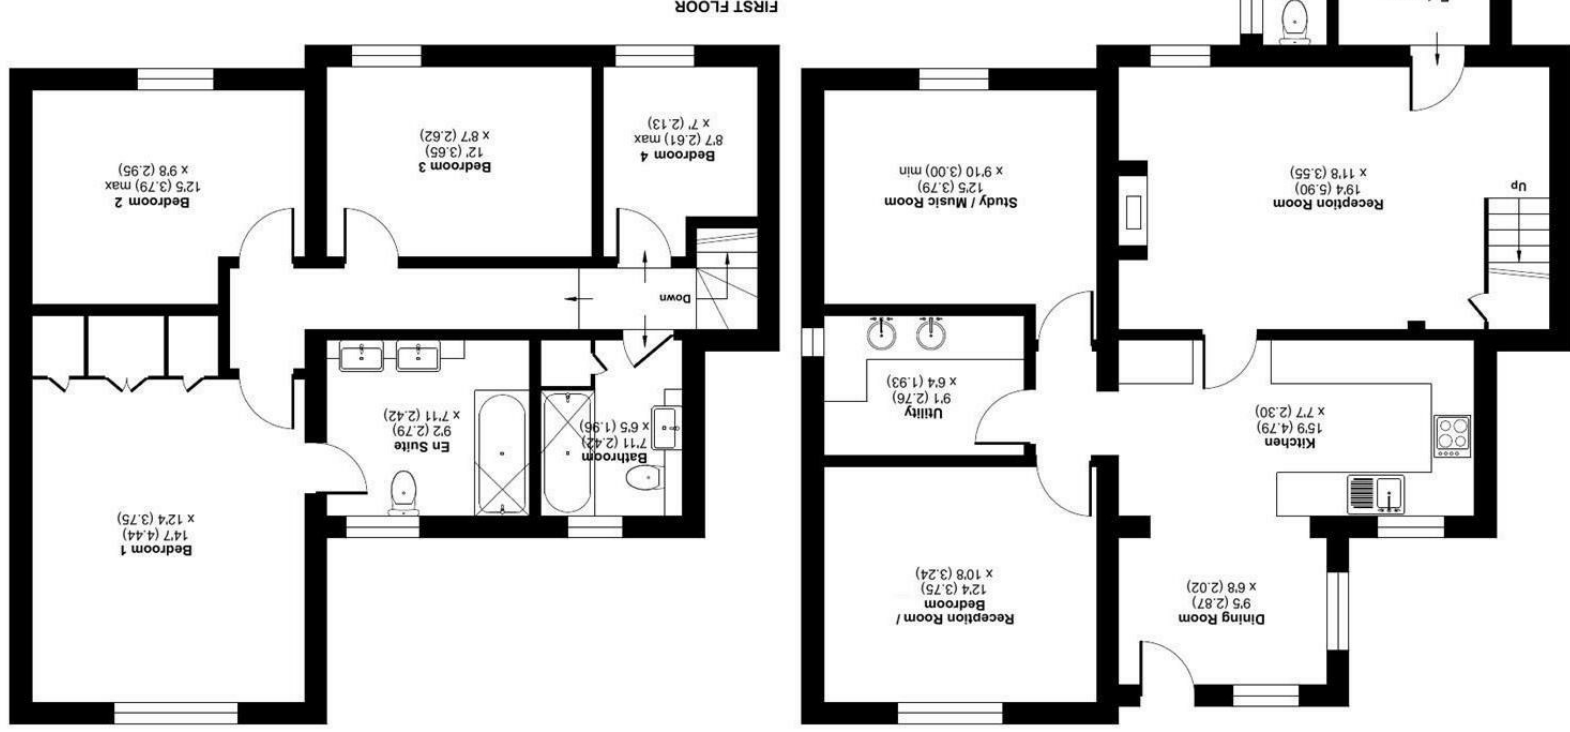 Dining Room
9'5 (2.87)
x 6'8 (2.02)
Reception Room /
Bedroom
12'4 (3.75)
x 10'8 (3.24)
Kitchen
15'9 (4.79)
x 7'7 (2.30)
Utility
9'1 (2.76)
x 6'4 (1.93)
Up
Reception Room
19'4 (5.90)
x 11'8 (3.55)
Study / Music Room
12'5 (3.79)
x 9'10 (3.00) min
Bedroom 1
14'7 (4.44)
x 12'4 (3.75)
Bathroom
7'11 (2.42)
x 6'5 (1.96)
En Suite
9'2 (2.79)
x 7'11 (2.42)
Down
Bedroom 4
8'7 (2.61) max
x 7' (2.13)
Bedroom 3
12' (3.65)
x 8'7 (2.62)
Bedroom 2
12'5 (3.79) max
x 9'8 (2.95)
FIRST FLOOR